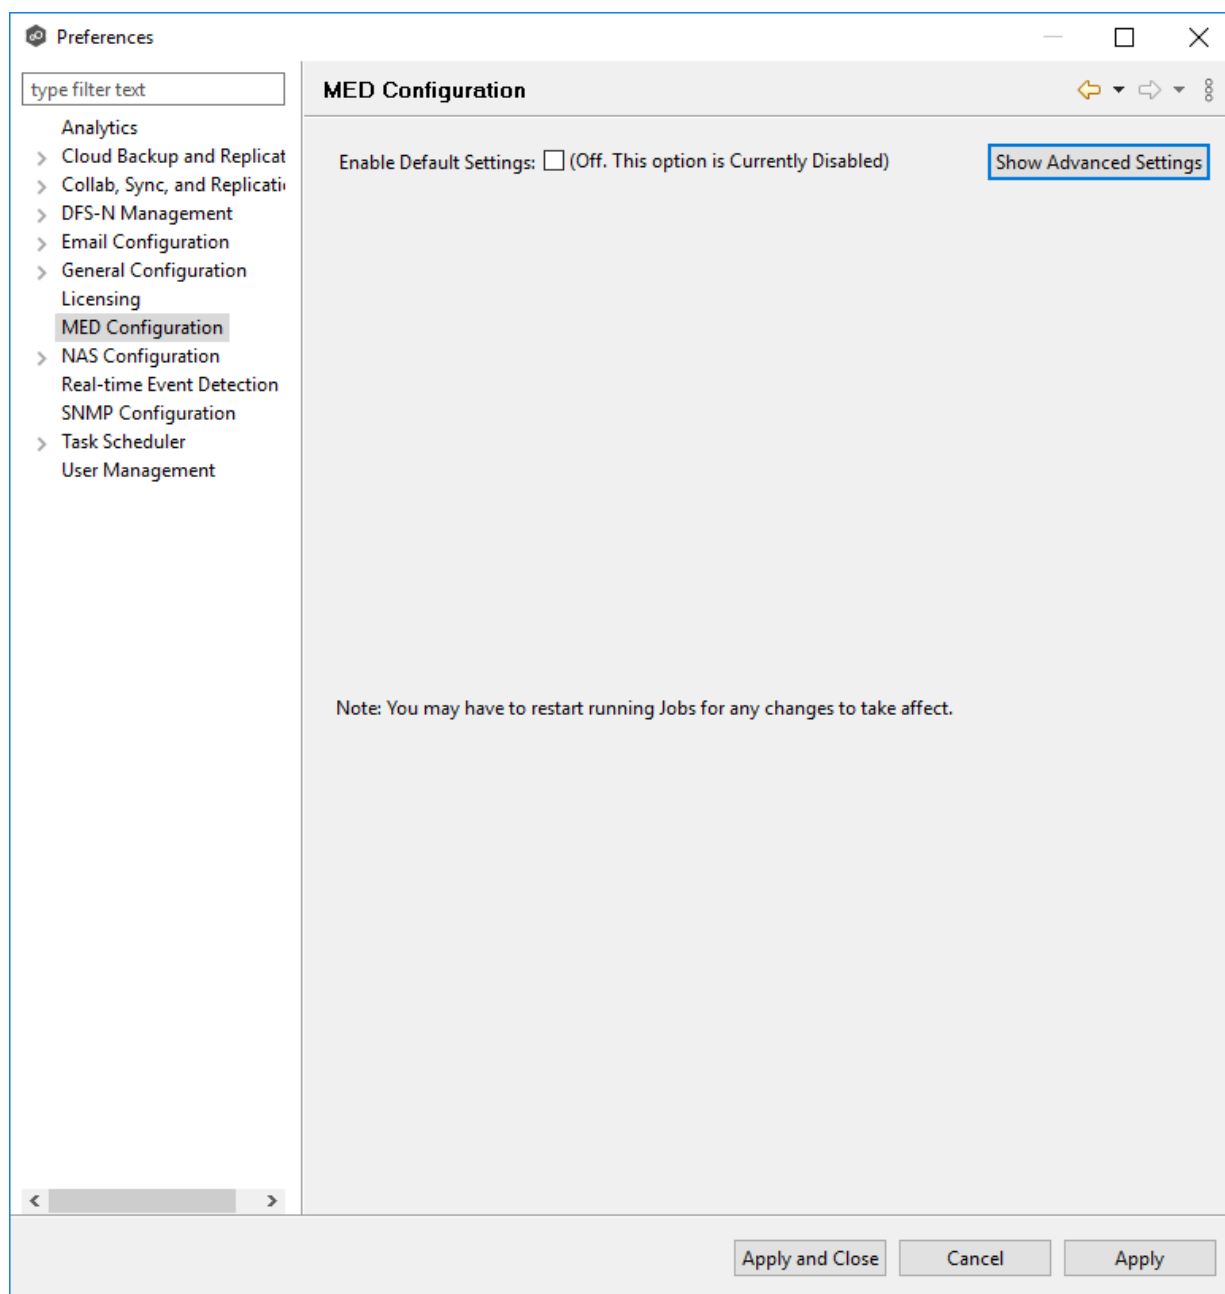 Preferences
type filter text
Analytics
Cloud Backup and Replicat
Collab, Sync, and Replicati
DFS-N Management
Email Configuration
General Configuration
Licensing
MED Configuration
NAS Configuration
Real-time Event Detection
SNMP Configuration
Task Scheduler
User Management
MED Configuration
Enable Default Settings: (Off. This option is Currently Disabled)
Show Advanced Settings
Note: You may have to restart running Jobs for any changes to take affect.
Apply and Close
Cancel
Apply